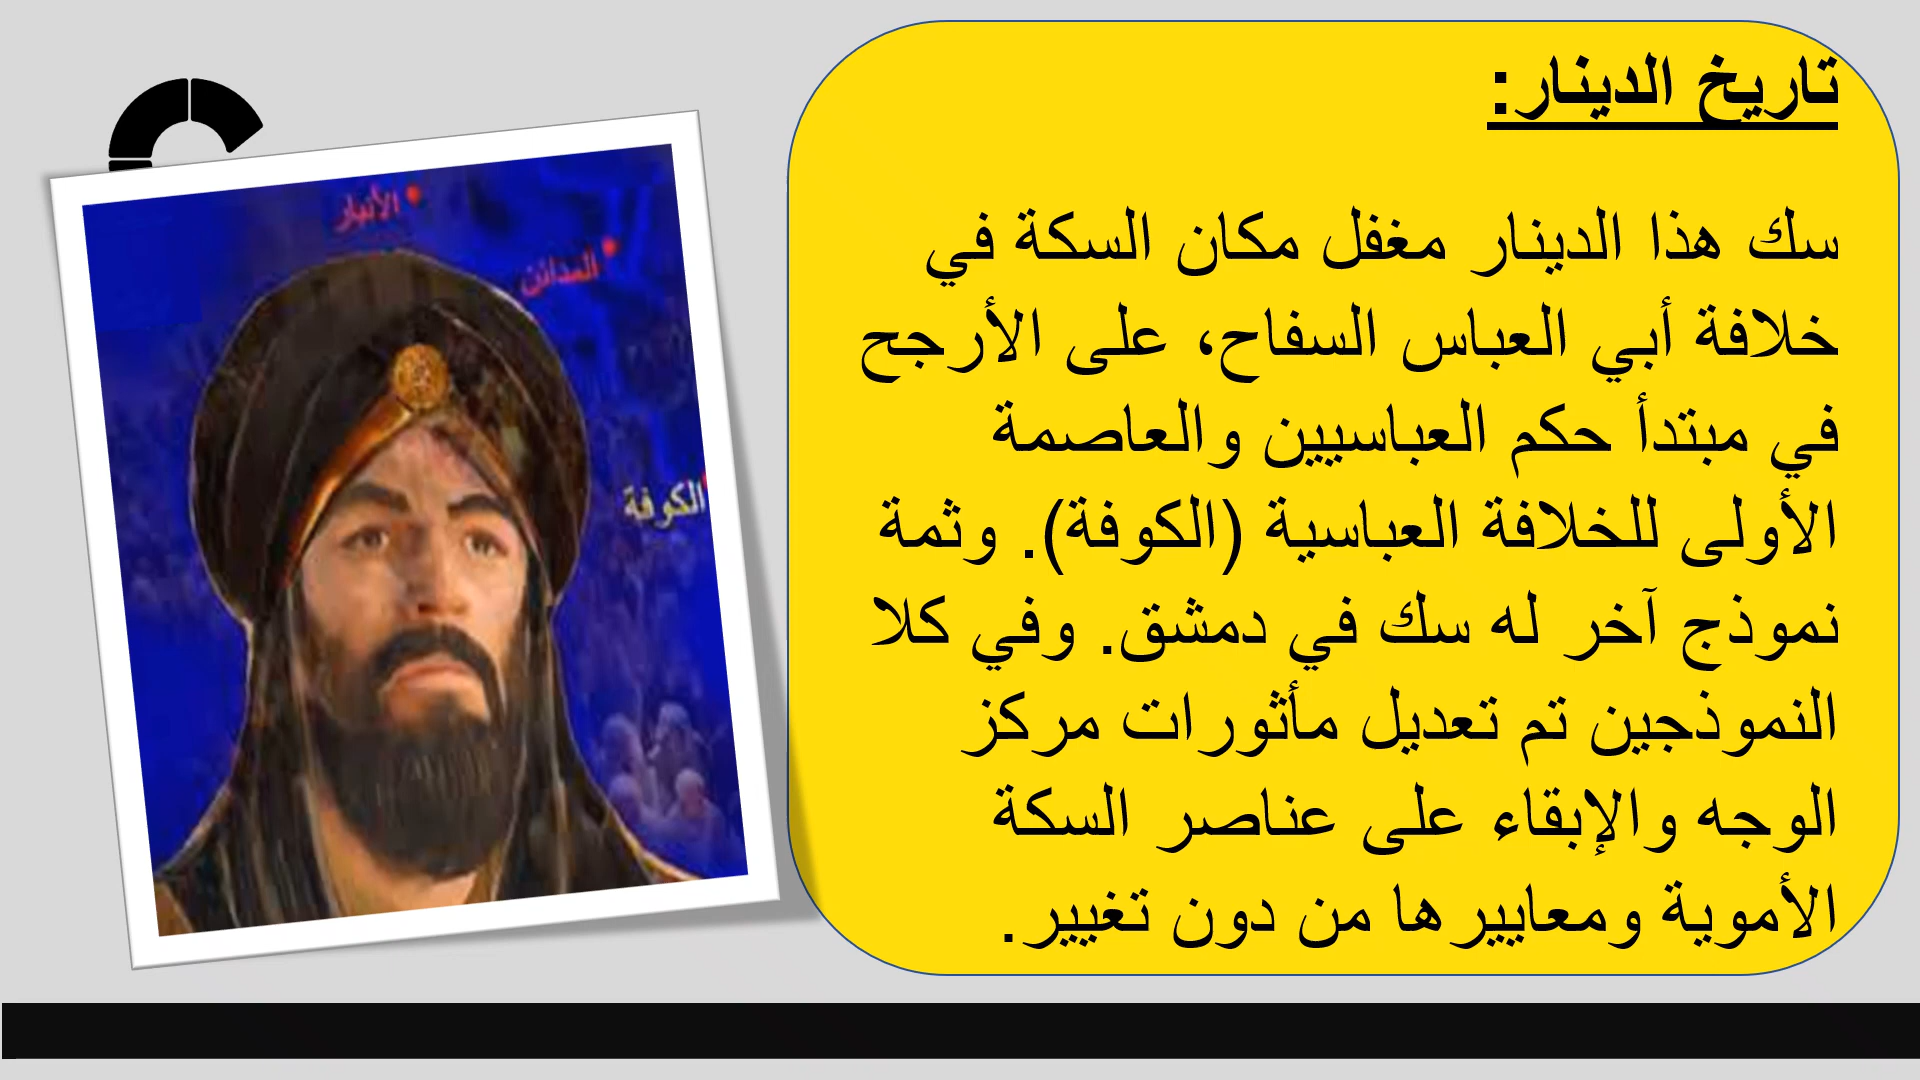 تاريخ الدينار:
سك هذا الدينار مغفل مكان السكة في
خلافة أبي العباس السفاح، على الأرجح
في مبتدأ حكم العباسيين والعاصمة
الأولى للخلافة العباسية (الكوفة). وثمة
نموذج آخر له سك في دمشق. وفي كلا
النموذجين تم تعديل مأثورات مركز
الوجه والإبقاء على عناصر السكة
الأموية ومعاييرها من دون تغيير.
الأنبار
المدائن
الكوفة